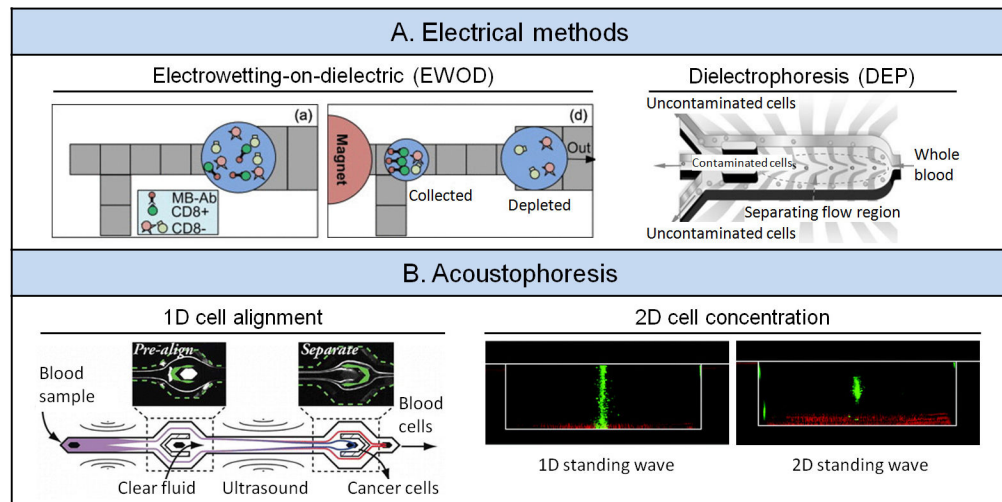 A. Electrical methods
Electrowetting-on-dielectric (EWOD)
Dielectrophoresis (DEP)
(a)
MB-Ab
CD8+
CD8-
(d)
Magnet
Out
Collected
Depleted
Uncontaminated cells
Contaminated cells
Whole
blood
Separating flow region
Uncontaminated cells
B. Acoustophoresis
1D cell alignment
2D cell concentration
Pre-align
Separate
Blood
sample
Blood
cells
Clear fluid
Ultrasound
Cancer cells
1D standing wave
2D standing wave